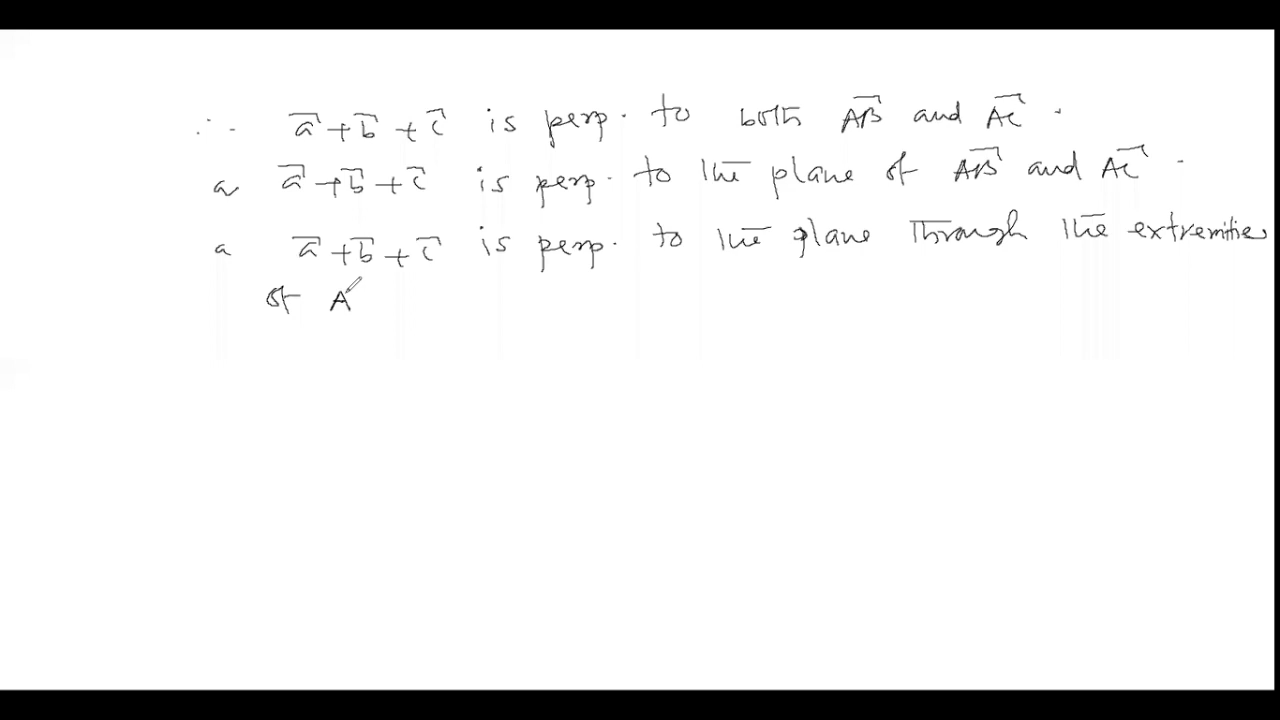 ∴ a⃗ + b⃗ + c⃗ is perp. to both AB⃗ and AC⃗.
a a⃗ + b⃗ + c⃗ is perp. to the plane of AB⃗ and AC⃗.
a a⃗ + b⃗ + c⃗ is perp. to the plane through the extremities
of A